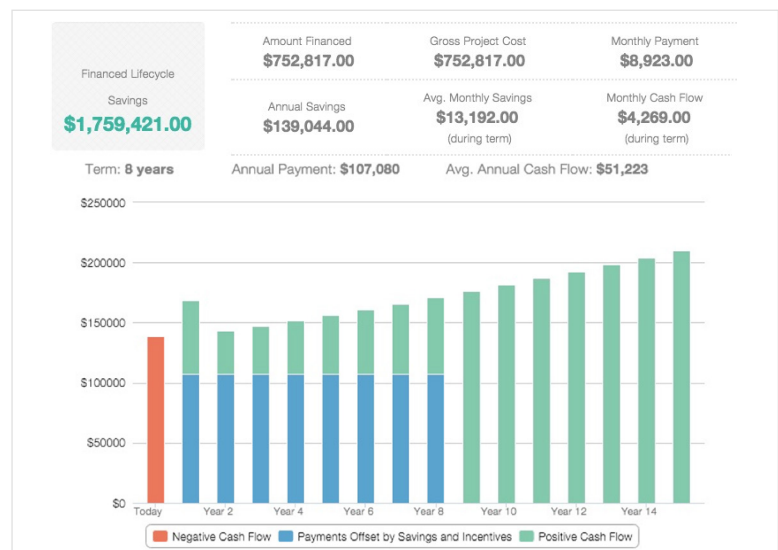 Financed Lifecycle
Savings
$1,759,421.00
Amount Financed
$752,817.00
Gross Project Cost
$752,817.00
Monthly Payment
$8,923.00
Annual Savings
$139,044.00
Avg. Monthly Savings
$13,192.00
(during term)
Monthly Cash Flow
$4,269.00
(during term)
Term: 8 years
Annual Payment: $107,080
Avg. Annual Cash Flow: $51,223
$250000
$200000
$150000
$100000
$50000
$0
Today
Year 2
Year 4
Year 6
Year 8
Year 10
Year 12
Year 14
Negative Cash Flow
Payments Offset by Savings and Incentives
Positive Cash Flow